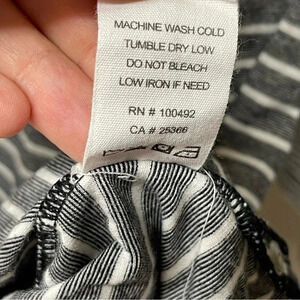 MACHINE WASH COLD
TUMBLE DRY LOW
DO NOT BLEACH
LOW IRON IF NEED
RN # 100492
CA # 25366